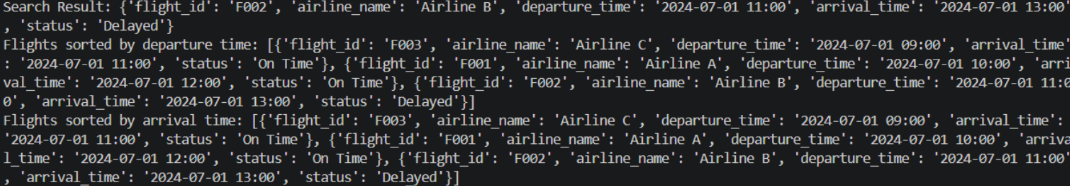 Search Result: {'flight_id': 'F002', 'airline_name': 'Airline B', 'departure_time': '2024-07-01 11:00', 'arrival_time': '2024-07-01 13:00'
, 'status': 'Delayed'}
Flights sorted by departure time: [{'flight_id': 'F003', 'airline_name': 'Airline C', 'departure_time': '2024-07-01 09:00', 'arrival_time'
: '2024-07-01 11:00', 'status': 'On Time'}, {'flight_id': 'F001', 'airline_name': 'Airline A', 'departure_time': '2024-07-01 10:00', 'arri
val_time': '2024-07-01 12:00', 'status': 'On Time'}, {'flight_id': 'F002', 'airline_name': 'Airline B', 'departure_time': '2024-07-01 11:0
0', 'arrival_time': '2024-07-01 13:00', 'status': 'Delayed'}]
Flights sorted by arrival time: [{'flight_id': 'F003', 'airline_name': 'Airline C', 'departure_time': '2024-07-01 09:00', 'arrival_time':
'2024-07-01 11:00', 'status': 'On Time'}, {'flight_id': 'F001', 'airline_name': 'Airline A', 'departure_time': '2024-07-01 10:00', 'arriva
l_time': '2024-07-01 12:00', 'status': 'On Time'}, {'flight_id': 'F002', 'airline_name': 'Airline B', 'departure_time': '2024-07-01 11:00'
, 'arrival_time': '2024-07-01 13:00', 'status': 'Delayed'}]